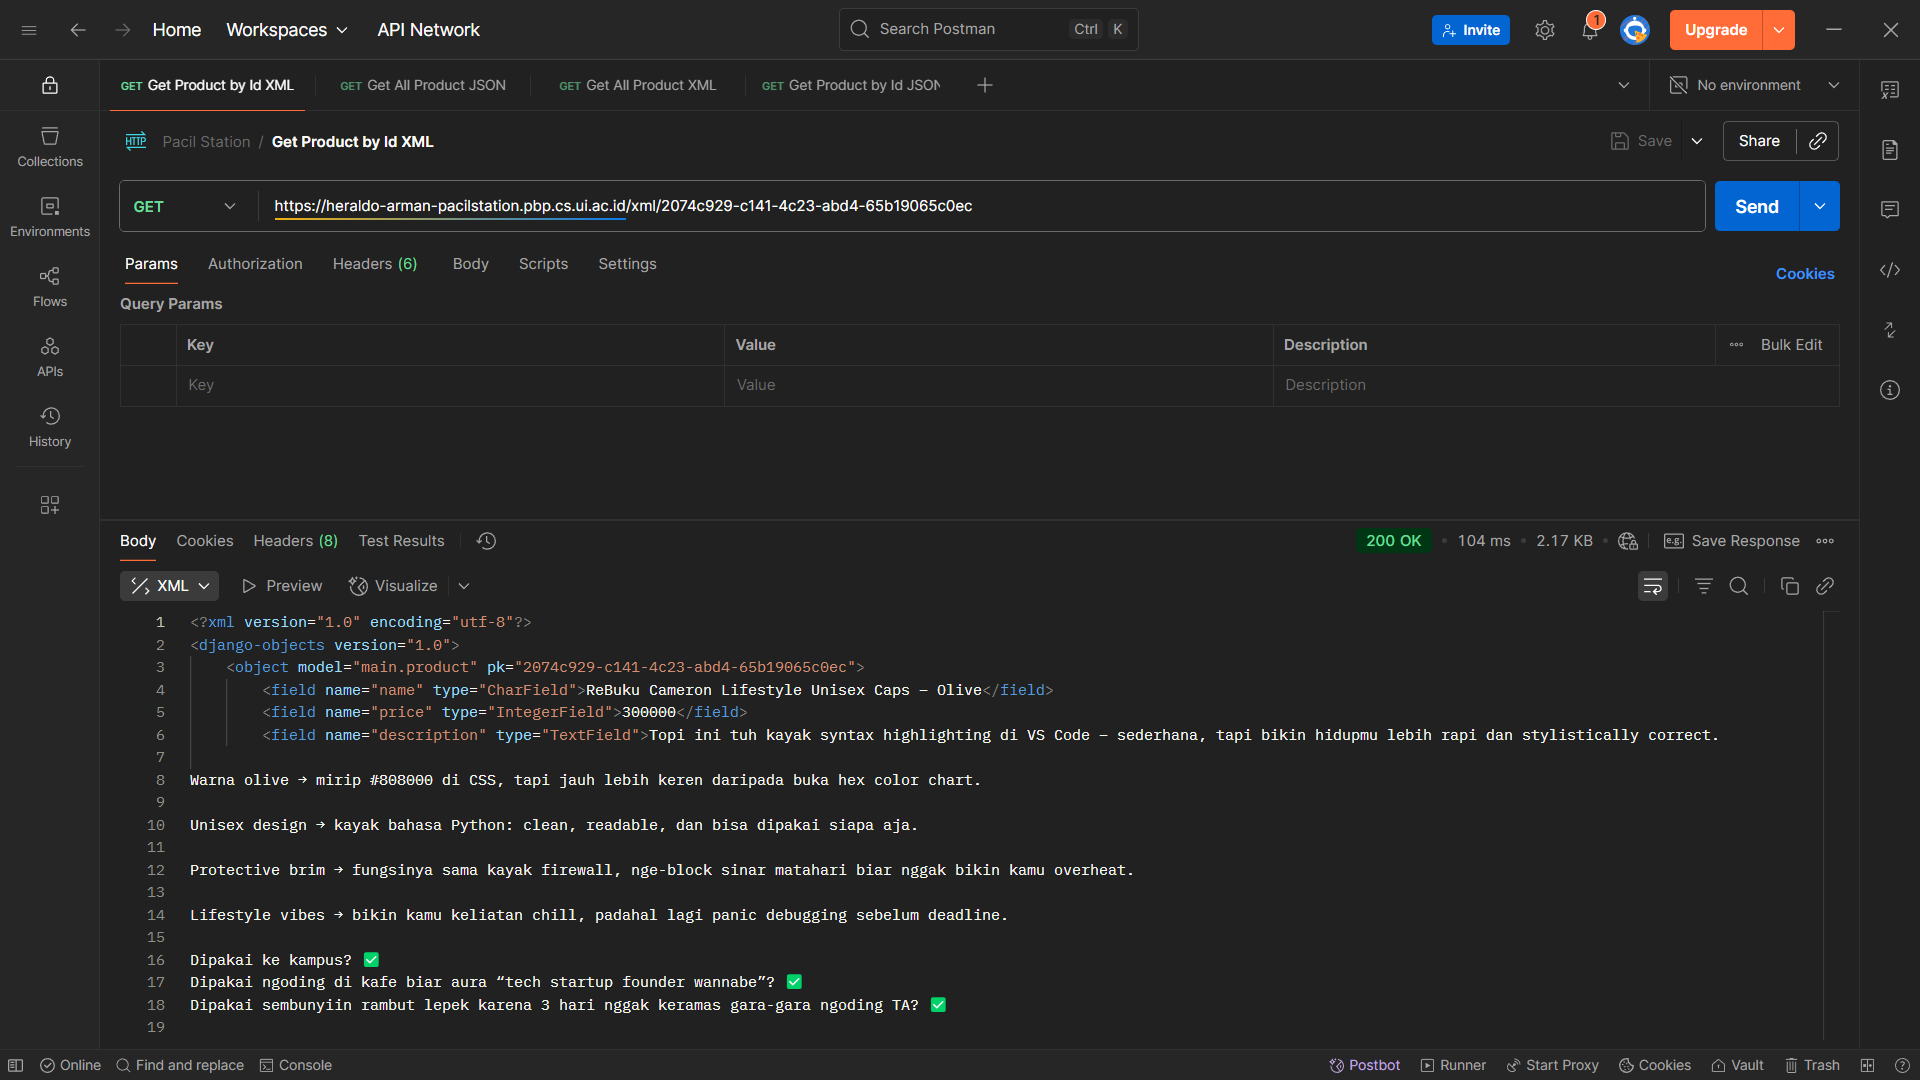 Home
Workspaces
API Network
Search Postman
Ctrl
K
Invite
1
Upgrade
GET Get Product by Id XML
GET Get All Product JSON
GET Get All Product XML
GET Get Product by Id JSON
No environment
Collections
Environments
Flows
APIs
History
HTTP
Pacil Station / Get Product by Id XML
Save
Share
GET
https://heraldo-arman-pacilstation.pbp.cs.ui.ac.id/xml/2074c929-c141-4c23-abd4-65b19065c0ec
Send
Params
Authorization
Headers (6)
Body
Scripts
Settings
Cookies
Query Params
Key
Value
Description
Bulk Edit
Key
Value
Description
Body
Cookies
Headers (8)
Test Results
200 OK
104 ms
2.17 KB
e.g.
Save Response
XML
Preview
Visualize
1 <?xml version="1.0" encoding="utf-8"?>
2 <django-objects version="1.0">
3 <object model="main.product" pk="2074c929-c141-4c23-abd4-65b19065c0ec">
4 <field name="name" type="CharField">ReBuku Cameron Lifestyle Unisex Caps – Olive</field>
5 <field name="price" type="IntegerField">300000</field>
6 <field name="description" type="TextField">Topi ini tuh kayak syntax highlighting di VS Code – sederhana, tapi bikin hidupmu lebih rapi dan stylistically correct.
7
8 Warna olive → mirip #808000 di CSS, tapi jauh lebih keren daripada buka hex color chart.
9
10 Unisex design → kayak bahasa Python: clean, readable, dan bisa dipakai siapa aja.
11
12 Protective brim → fungsinya sama kayak firewall, nge-block sinar matahari biar nggak bikin kamu overheat.
13
14 Lifestyle vibes → bikin kamu keliatan chill, padahal lagi panic debugging sebelum deadline.
15
16 Dipakai ke kampus? ✅
17 Dipakai ngoding di kafe biar aura “tech startup founder wannabe”? ✅
18 Dipakai sembunyiin rambut lepek karena 3 hari nggak keramas gara-gara ngoding TA? ✅
19
Online
Find and replace
Console
Postbot
Runner
Start Proxy
Cookies
Vault
Trash